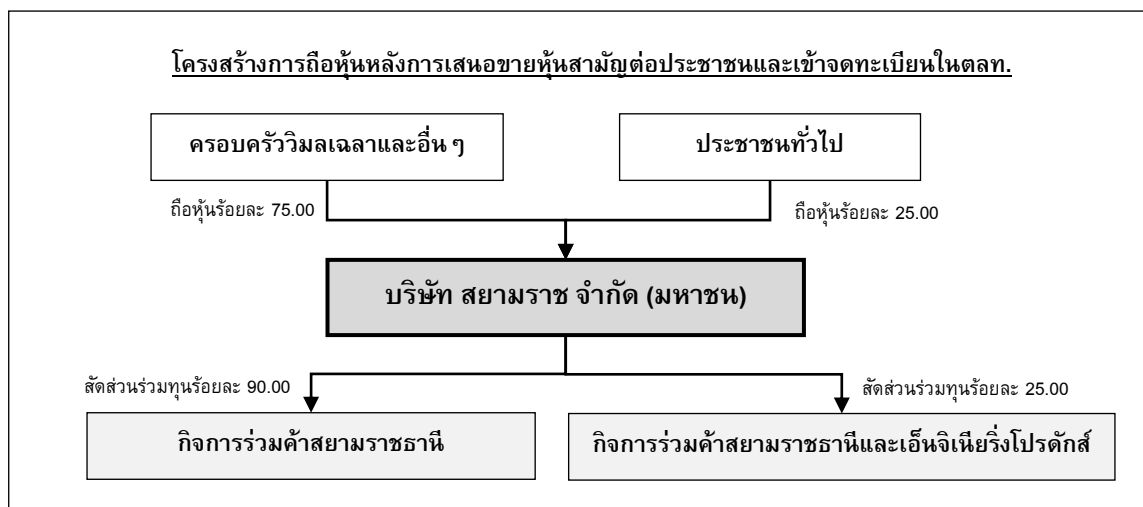 โครงสร้างการถือหุ้นหลังการเสนอขายหุ้นสามัญต่อประชาชนและเข้าจดทะเบียนในตลท.
ครอบครัววิมลเฉลาและอื่น ๆ
ประชาชนทั่วไป
ถือหุ้นร้อยละ 75.00
ถือหุ้นร้อยละ 25.00
บริษัท สยามราช จำกัด (มหาชน)
สัดส่วนร่วมทุนร้อยละ 90.00
สัดส่วนร่วมทุนร้อยละ 25.00
กิจการร่วมค้าสยามราชธานี
กิจการร่วมค้าสยามราชธานีและเอ็นจิเนียริ่งโปรดักส์